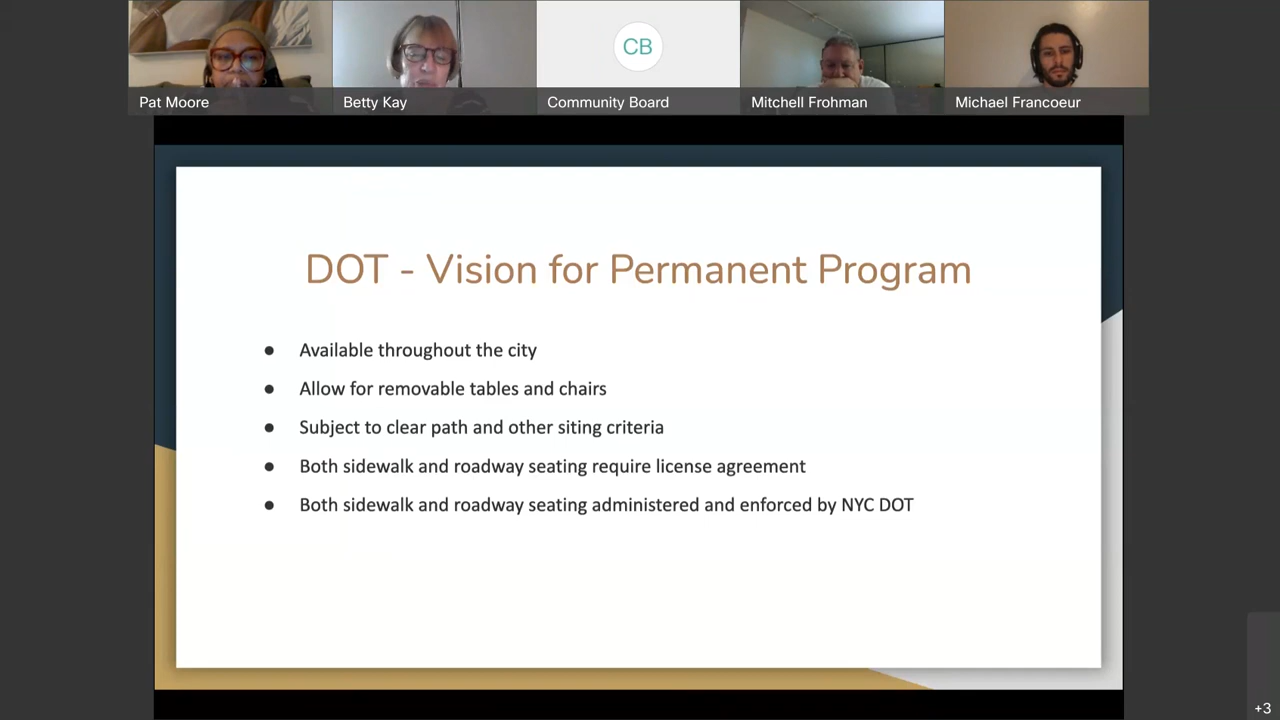 CB
Pat Moore
Betty Kay
Community Board
Mitchell Frohman
Michael Francoeur
DOT - Vision for Permanent Program
● Available throughout the city
● Allow for removable tables and chairs
● Subject to clear path and other siting criteria
● Both sidewalk and roadway seating require license agreement
● Both sidewalk and roadway seating administered and enforced by NYC DOT
+3